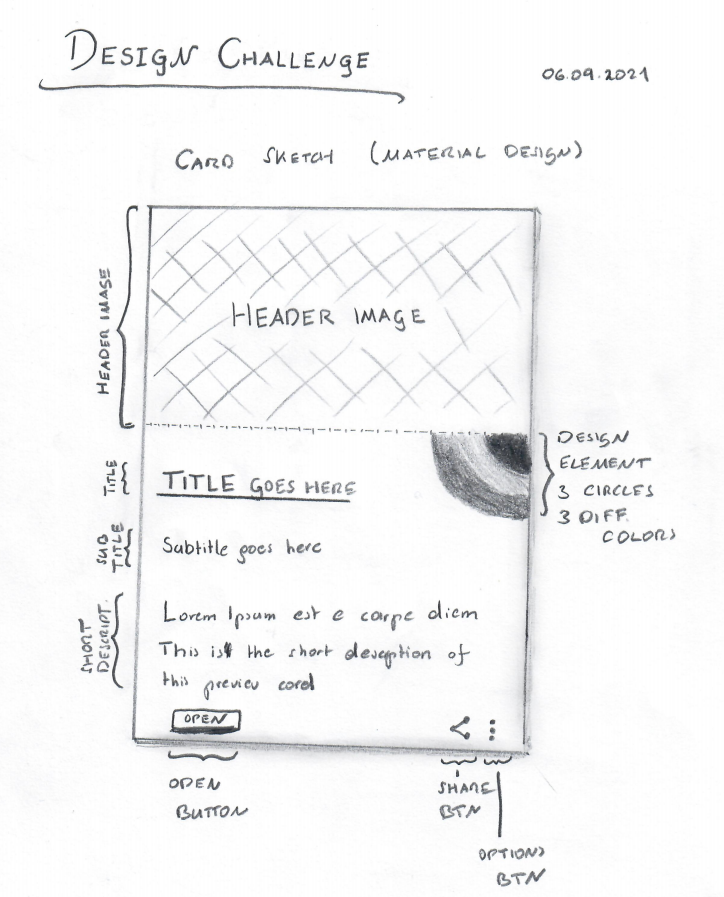 DESIGN CHALLENGE
06.09.2021
CARD SKETCH (MATERIAL DESIGN)
HEADER IMAGE
HEADER IMAGE
DESIGN
ELEMENT
3 CIRCLES
3 DIFF.
COLORS
TITLE
TITLE GOES HERE
SUB
TITLE
Subtitle goes here
SHORT
DESCRIPT.
Lorem Ipsum est e carpe diem
This is the short desception of
this preview card
OPEN
OPEN
BUTTON
SHARE
BTN
OPTIONS
BTN